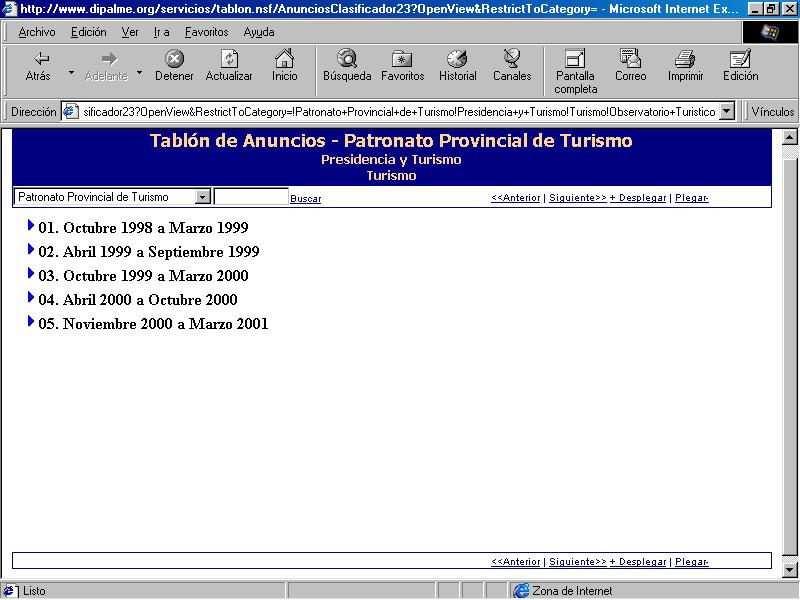 http://www.dipalme.org/servicios/tablon.nsf/AnunciosClasificador23?OpenView&RestrictToCategory= - Microsoft Internet Ex...
Archivo Edición Ver Ir a Favoritos Ayuda
Atrás Adelante Detener Actualizar Inicio Búsqueda Favoritos Historial Canales Pantalla completa Correo Imprimir Edición
Dirección sificador23?OpenView&RestrictToCategory=!Patronato+Provincial+de+Turismo!Presidencia+y+Turismo!Turismo!Observatorio+Turistico Vínculos
Tablón de Anuncios - Patronato Provincial de Turismo
Presidencia y Turismo
Turismo
Patronato Provincial de Turismo Buscar <<Anterior | Siguiente>> + Desplegar | Plegar-
01. Octubre 1998 a Marzo 1999
02. Abril 1999 a Septiembre 1999
03. Octubre 1999 a Marzo 2000
04. Abril 2000 a Octubre 2000
05. Noviembre 2000 a Marzo 2001
<<Anterior | Siguiente>> + Desplegar | Plegar-
Listo Zona de Internet